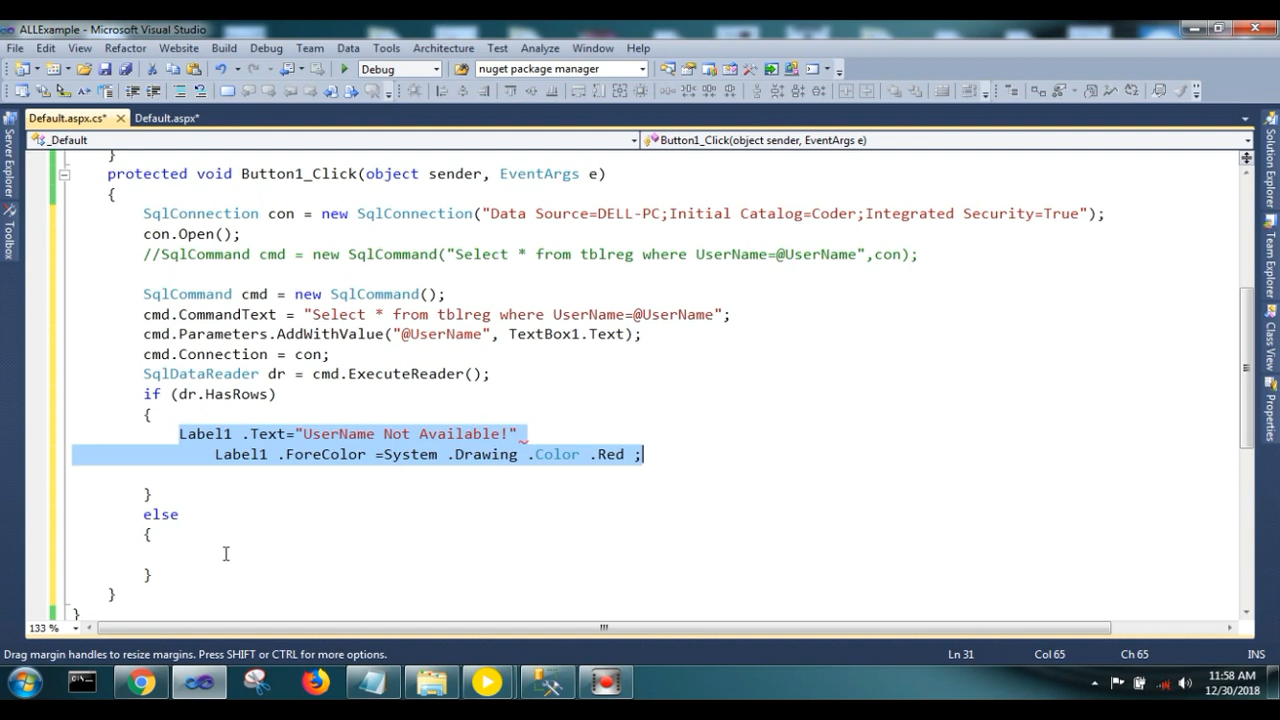 ALLExample - Microsoft Visual Studio
File Edit View Refactor Website Build Debug Team Data Tools Architecture Test Analyze Window Help
Debug nuget package manager
Default.aspx.cs* Default.aspx*
_Default Button1_Click(object sender, EventArgs e)
}
protected void Button1_Click(object sender, EventArgs e)
{
SqlConnection con = new SqlConnection("Data Source=DELL-PC;Initial Catalog=Coder;Integrated Security=True");
con.Open();
//SqlCommand cmd = new SqlCommand("Select * from tblreg where UserName=@UserName",con);
SqlCommand cmd = new SqlCommand();
cmd.CommandText = "Select * from tblreg where UserName=@UserName";
cmd.Parameters.AddWithValue("@UserName", TextBox1.Text);
cmd.Connection = con;
SqlDataReader dr = cmd.ExecuteReader();
if (dr.HasRows)
{
Label1 .Text="UserName Not Available!"
Label1 .ForeColor =System .Drawing .Color .Red ;
}
else
{
}
}
}
133 %
Drag margin handles to resize margins. Press SHIFT or CTRL for more options. Ln 31 Col 65 Ch 65 INS
11:58 AM
12/30/2018
Server Explorer
Toolbox
Solution Explorer
Team Explorer
Class View
Properties